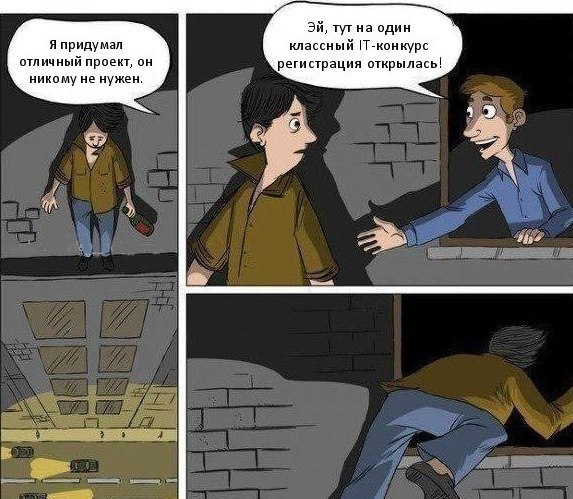 Я придумал
отличный проект, он
никому не нужен.
Эй, тут на один
классный IT-конкурс
регистрация открылась!